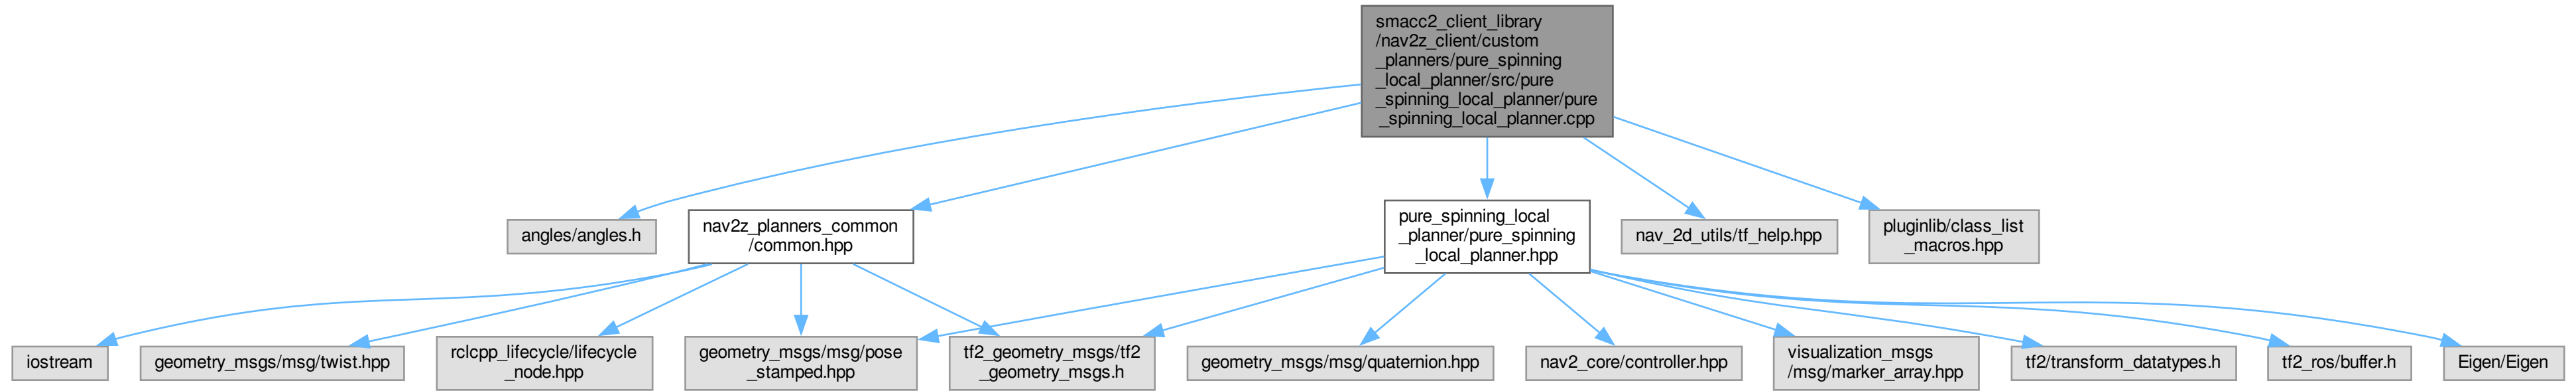 smacc2_client_library
/nav2z_client/custom
_planners/pure_spinning
_local_planner/src/pure
_spinning_local_planner/pure
_spinning_local_planner.cpp
angles/angles.h
nav2z_planners_common
/common.hpp
pure_spinning_local
_planner/pure_spinning
_local_planner.hpp
nav_2d_utils/tf_help.hpp
pluginlib/class_list
_macros.hpp
iostream
geometry_msgs/msg/twist.hpp
rclcpp_lifecycle/lifecycle
_node.hpp
geometry_msgs/msg/pose
_stamped.hpp
tf2_geometry_msgs/tf2
_geometry_msgs.h
geometry_msgs/msg/quaternion.hpp
nav2_core/controller.hpp
visualization_msgs
/msg/marker_array.hpp
tf2/transform_datatypes.h
tf2_ros/buffer.h
Eigen/Eigen